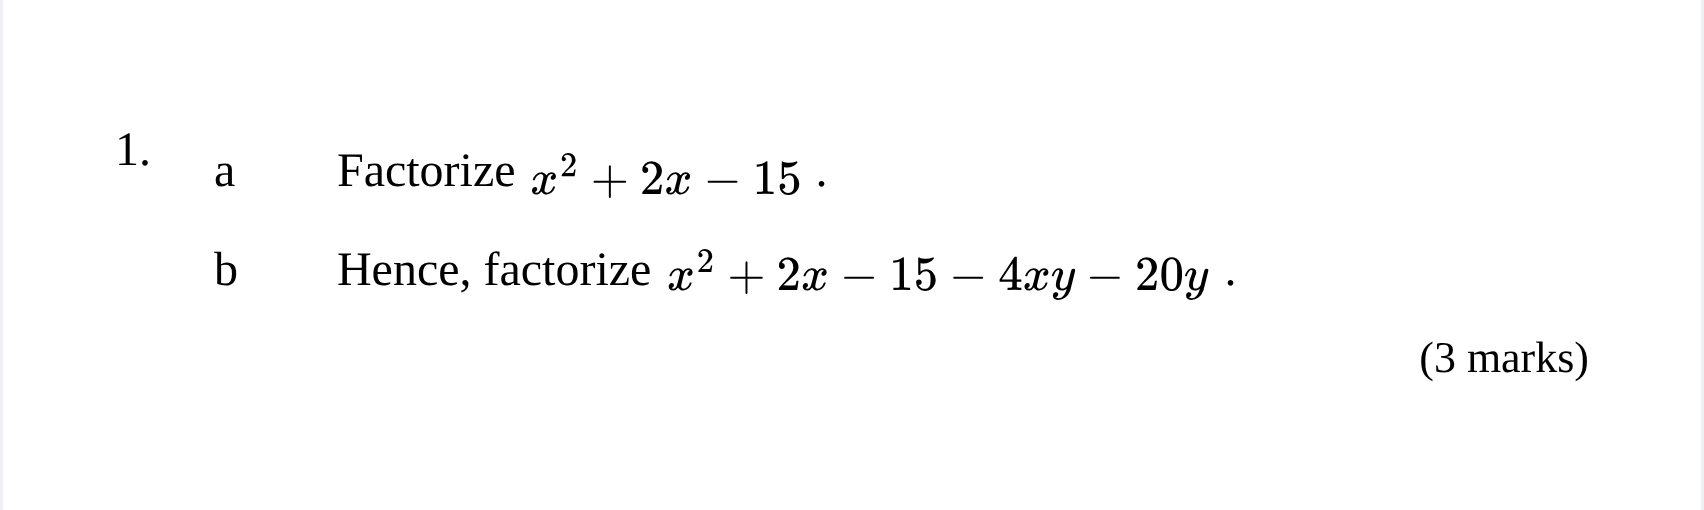 1. a Factorize x² + 2x − 15 .
b Hence, factorize x² + 2x − 15 − 4xy − 20y .
(3 marks)